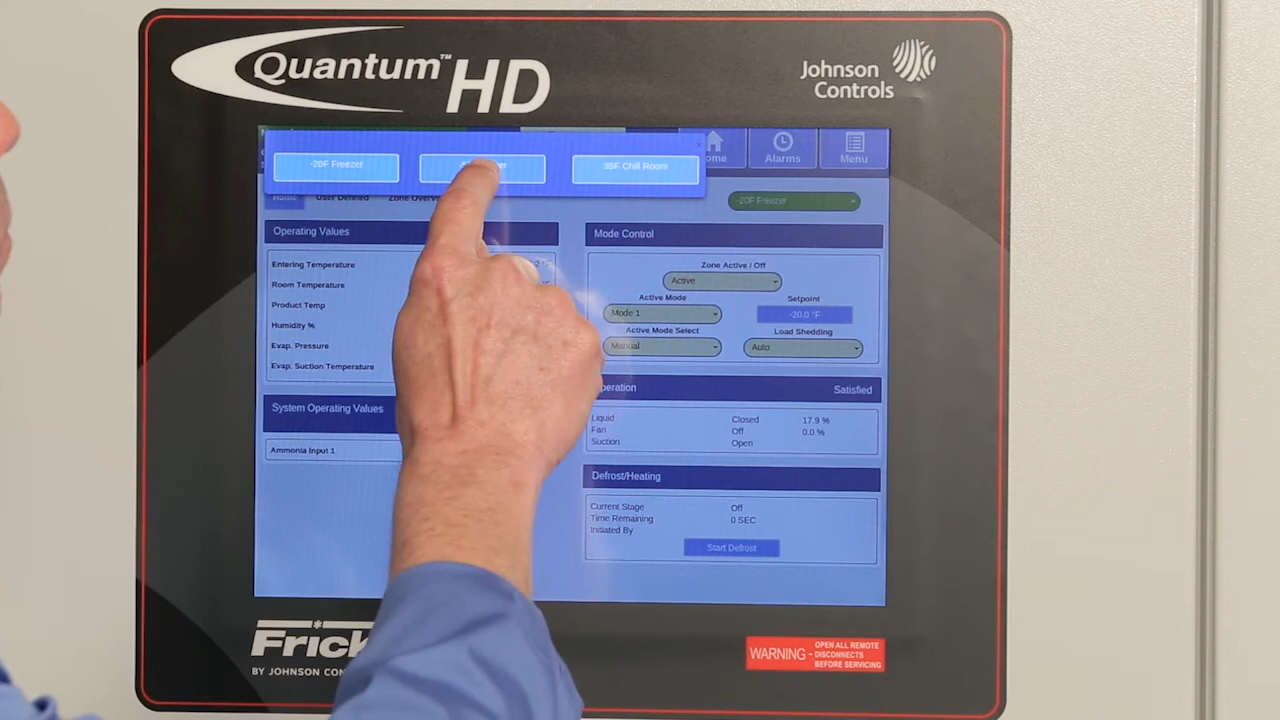 Quantum™ HD
Johnson
Controls
-20F Freezer
35F Chill Room
Alarms
Menu
Home
User Defined
-20F Freezer
Operating Values
Entering Temperature
Room Temperature
Product Temp
Humidity %
Evap. Pressure
Evap. Suction Temperature
System Operating Values
Ammonia Input 1
Mode Control
Zone Active / Off
Active
Active Mode
Setpoint
Mode 1
-20.0 °F
Active Mode Select
Load Shedding
Manual
Auto
Satisfied
Liquid Closed 17.9 %
Fan Off 0.0 %
Suction Open
Defrost/Heating
Current Stage Off
Time Remaining 0 SEC
Initiated By
Start Defrost
Frick
BY JOHNSON CON
WARNING - OPEN ALL REMOTE
DISCONNECTS
BEFORE SERVICING